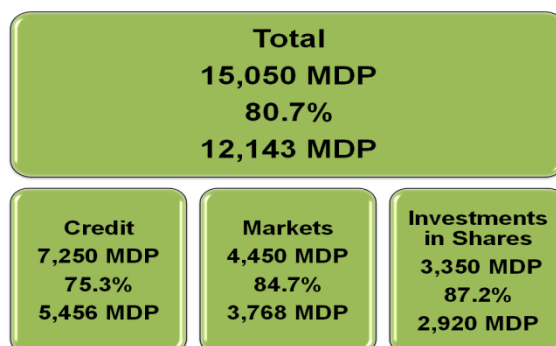 Total
15,050 MDP
80.7%
12,143 MDP
Credit
7,250 MDP
75.3%
5,456 MDP
Markets
4,450 MDP
84.7%
3,768 MDP
Investments
in Shares
3,350 MDP
87.2%
2,920 MDP